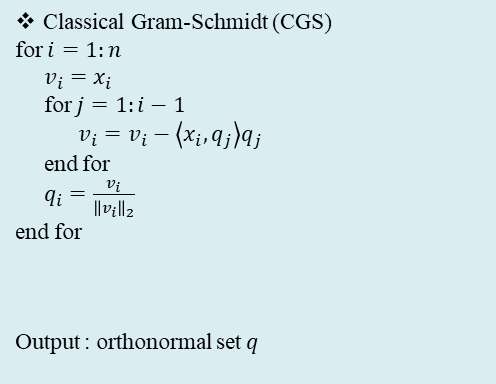 ❖ Classical Gram-Schmidt (CGS)
for i = 1: n
v_i = x_i
for j = 1: i − 1
v_i = v_i − ⟨x_i, q_j⟩q_j
end for
q_i = v_i / ‖v_i‖_2
end for
Output : orthonormal set q